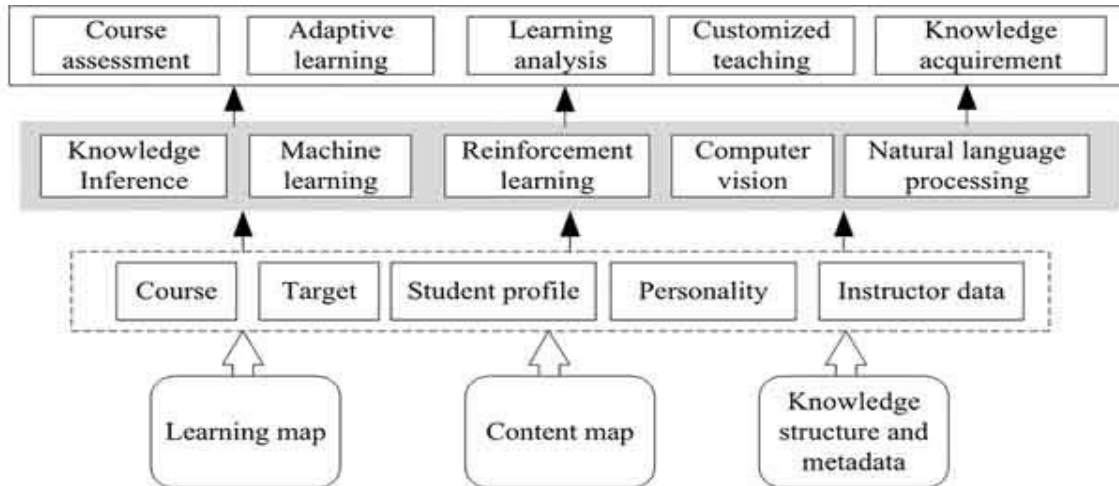 Course
assessment
Adaptive
learning
Learning
analysis
Customized
teaching
Knowledge
acquirement
Knowledge
Inference
Machine
learning
Reinforcement
learning
Computer
vision
Natural language
processing
Course
Target
Student profile
Personality
Instructor data
Learning map
Content map
Knowledge
structure and
metadata